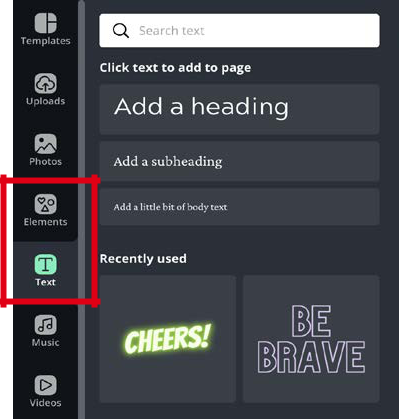 Templates
Uploads
Photos
Elements
Text
Music
Videos
Search text
Click text to add to page
Add a heading
Add a subheading
Add a little bit of body text
Recently used
CHEERS!
BE
BRAVE